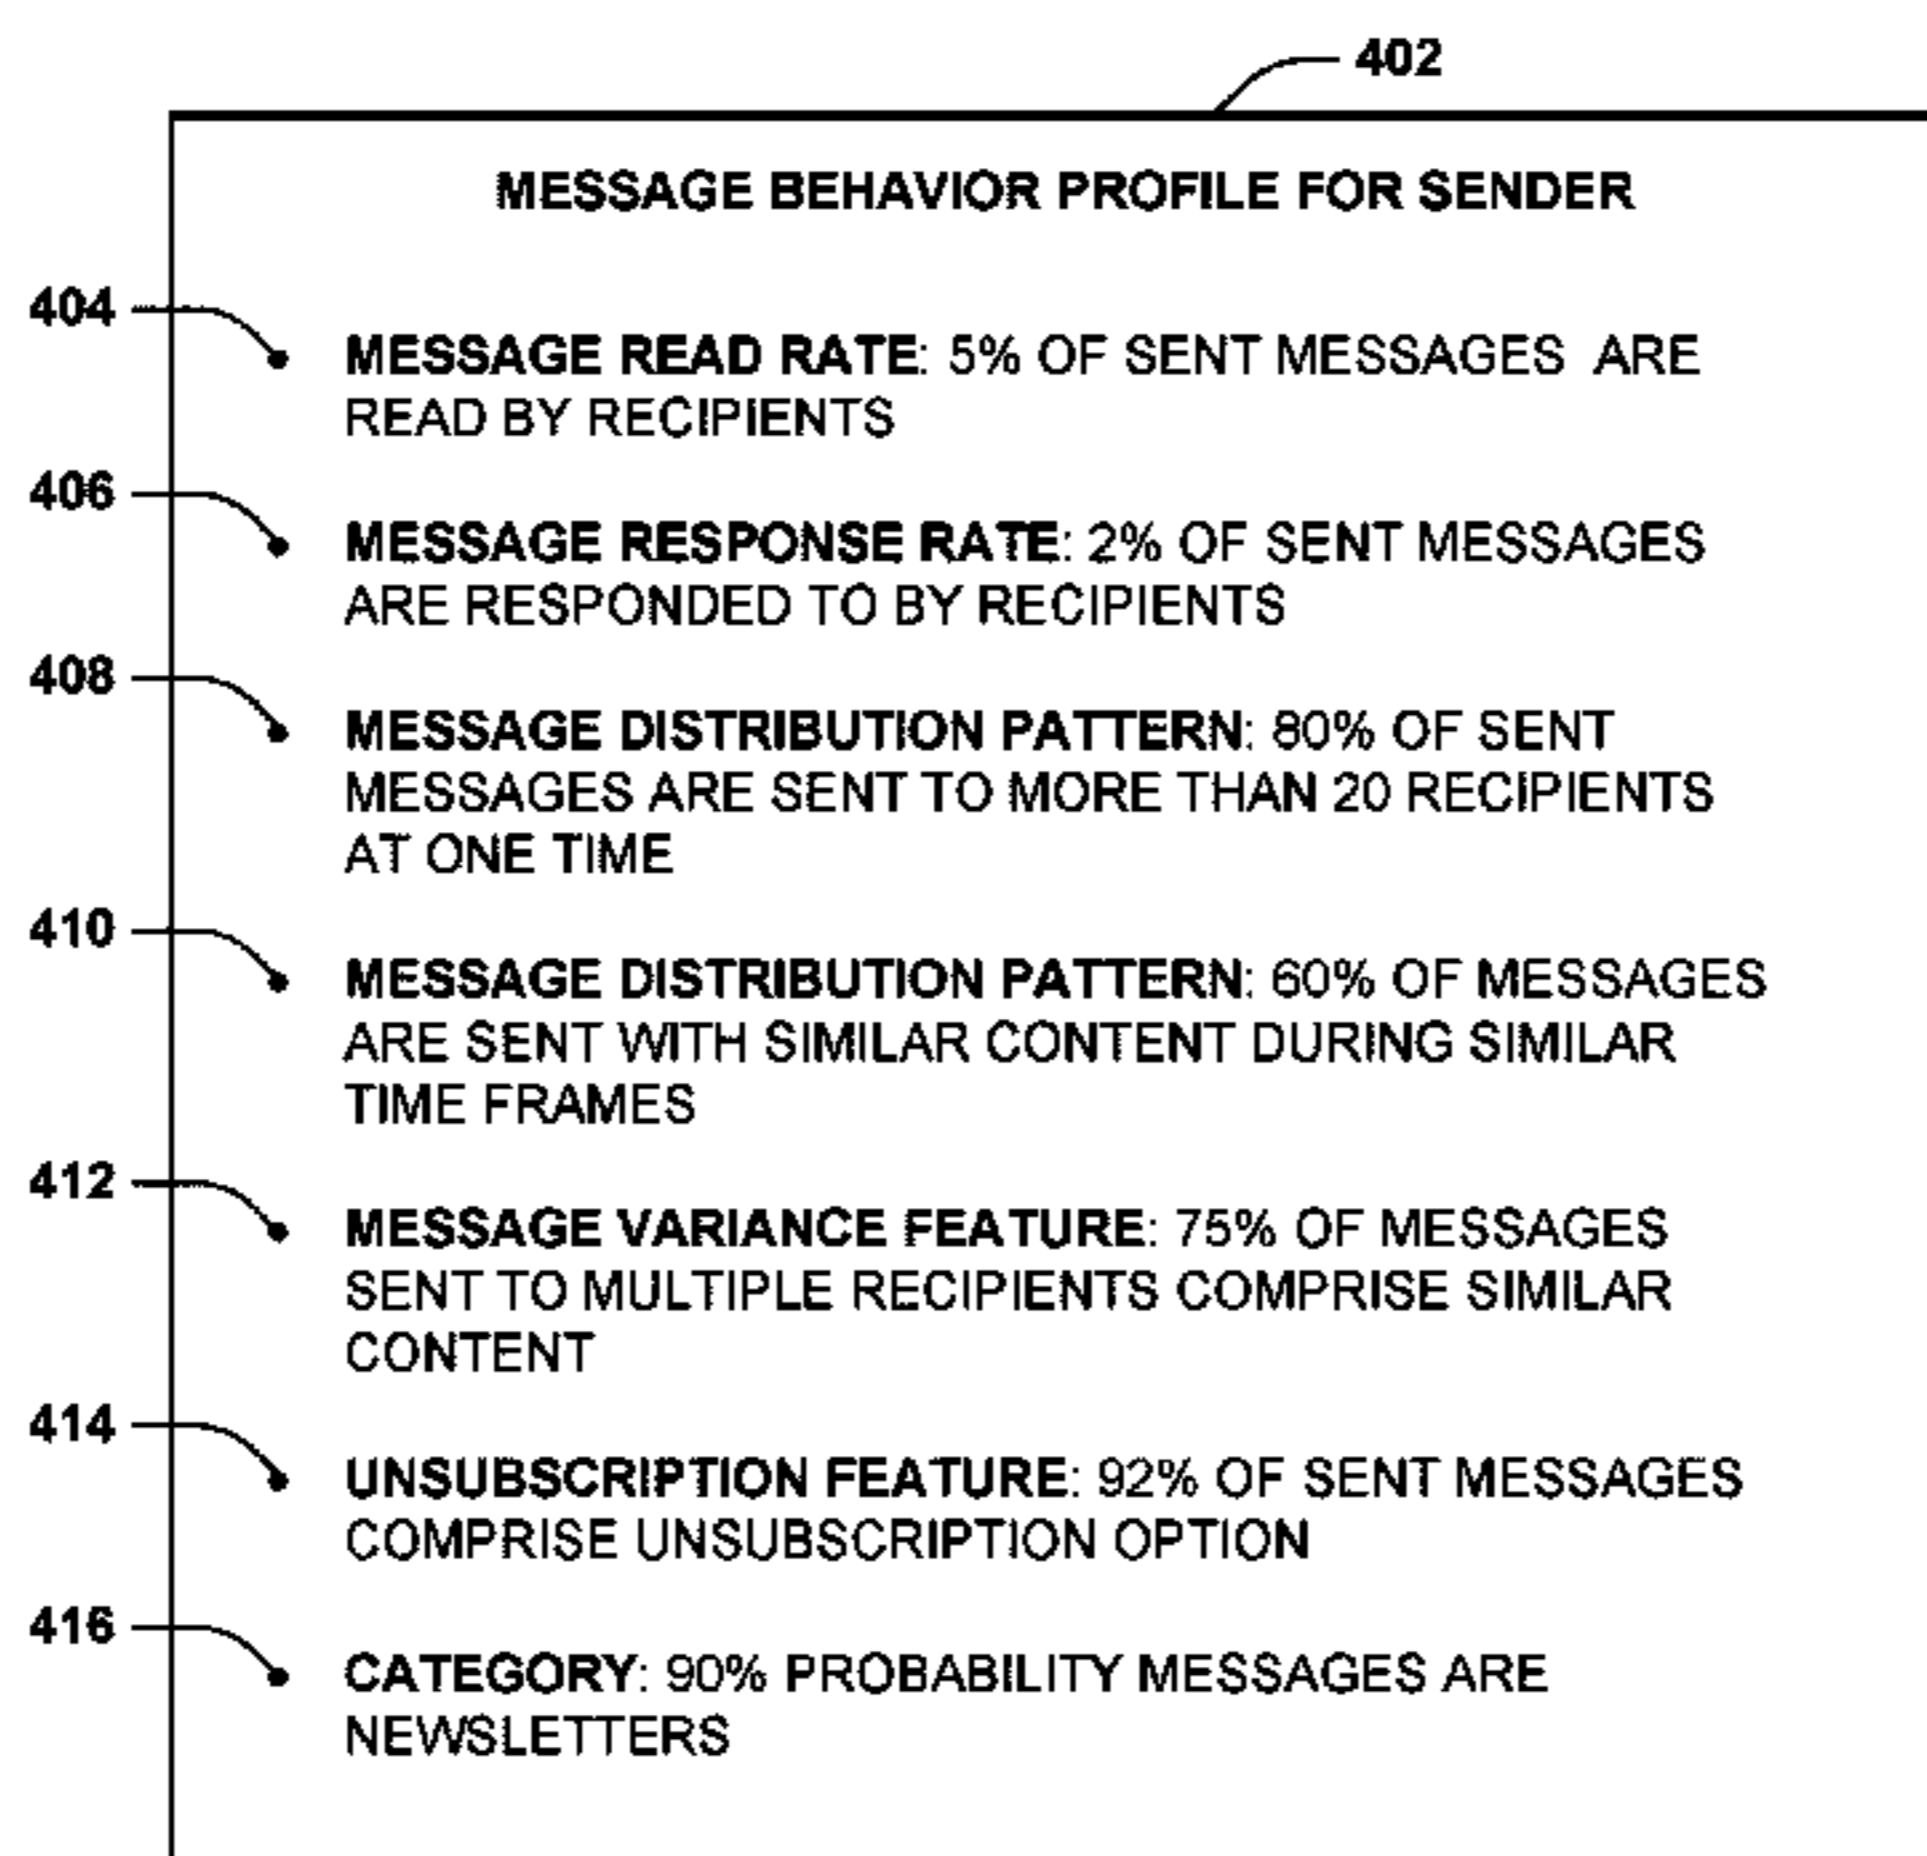 402
MESSAGE BEHAVIOR PROFILE FOR SENDER
404
MESSAGE READ RATE: 5% OF SENT MESSAGES ARE
READ BY RECIPIENTS
406
MESSAGE RESPONSE RATE: 2% OF SENT MESSAGES
ARE RESPONDED TO BY RECIPIENTS
408
MESSAGE DISTRIBUTION PATTERN: 80% OF SENT
MESSAGES ARE SENT TO MORE THAN 20 RECIPIENTS
AT ONE TIME
410
MESSAGE DISTRIBUTION PATTERN: 60% OF MESSAGES
ARE SENT WITH SIMILAR CONTENT DURING SIMILAR
TIME FRAMES
412
MESSAGE VARIANCE FEATURE: 75% OF MESSAGES
SENT TO MULTIPLE RECIPIENTS COMPRISE SIMILAR
CONTENT
414
UNSUBSCRIPTION FEATURE: 92% OF SENT MESSAGES
COMPRISE UNSUBSCRIPTION OPTION
416
CATEGORY: 90% PROBABILITY MESSAGES ARE
NEWSLETTERS